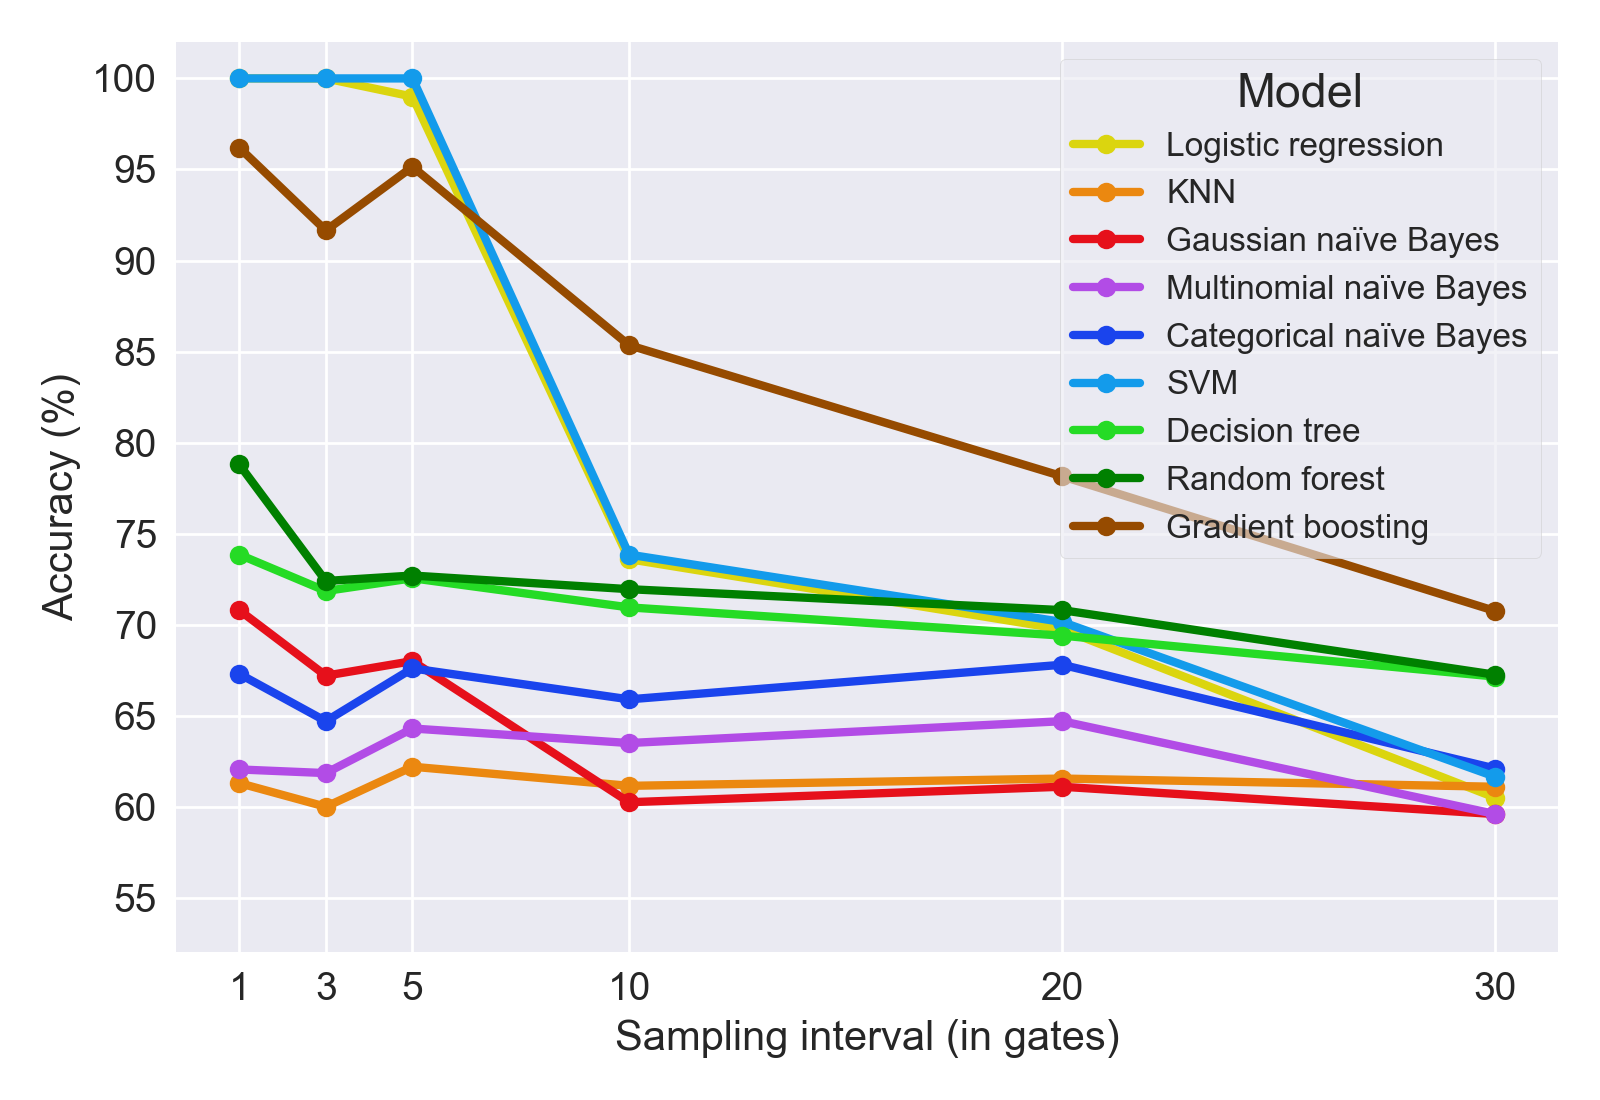 100
95
90
85
80
75
70
65
60
55
Accuracy (%)
1 3 5 10 20 30
Sampling interval (in gates)
Model
Logistic regression
KNN
Gaussian naïve Bayes
Multinomial naïve Bayes
Categorical naïve Bayes
SVM
Decision tree
Random forest
Gradient boosting